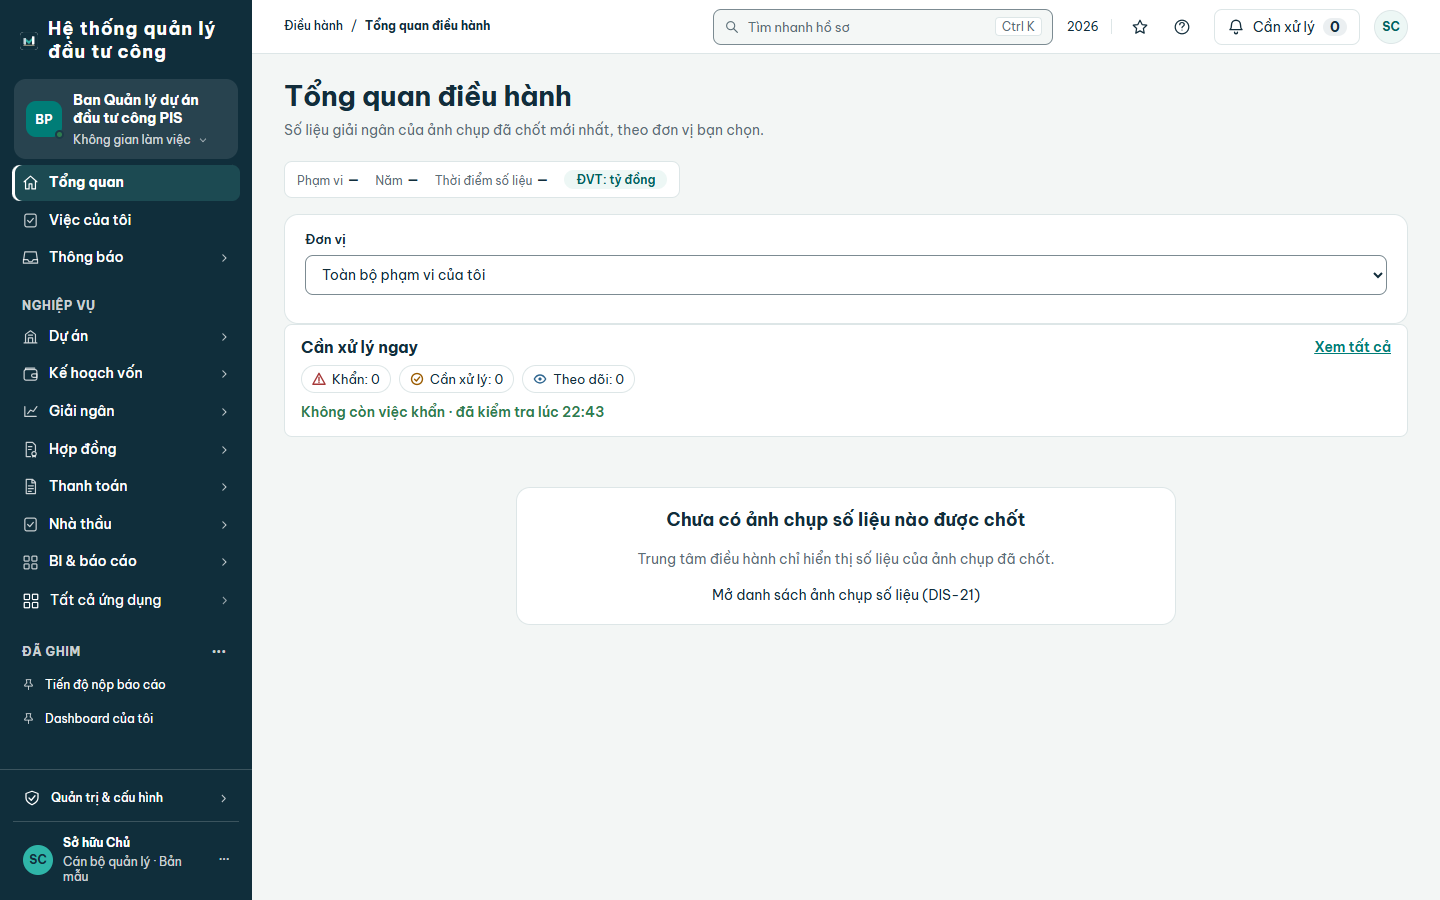 Hệ thống quản lý
đầu tư công
BP
Ban Quản lý dự án
đầu tư công PIS
Không gian làm việc
Tổng quan
Việc của tôi
Thông báo
NGHIỆP VỤ
Dự án
Kế hoạch vốn
Giải ngân
Hợp đồng
Thanh toán
Nhà thầu
BI & báo cáo
Tất cả ứng dụng
ĐÃ GHIM
Tiến độ nộp báo cáo
Dashboard của tôi
Quản trị & cấu hình
SC
Sở hữu Chủ
Cán bộ quản lý · Bản
mẫu
Điều hành / Tổng quan điều hành
Tìm nhanh hồ sơ Ctrl K
2026
Cần xử lý 0
SC
Tổng quan điều hành
Số liệu giải ngân của ảnh chụp đã chốt mới nhất, theo đơn vị bạn chọn.
Phạm vi — Năm — Thời điểm số liệu — ĐVT: tỷ đồng
Đơn vị
Toàn bộ phạm vi của tôi
Cần xử lý ngay
Xem tất cả
Khẩn: 0 Cần xử lý: 0 Theo dõi: 0
Không còn việc khẩn · đã kiểm tra lúc 22:43
Chưa có ảnh chụp số liệu nào được chốt
Trung tâm điều hành chỉ hiển thị số liệu của ảnh chụp đã chốt.
Mở danh sách ảnh chụp số liệu (DIS-21)